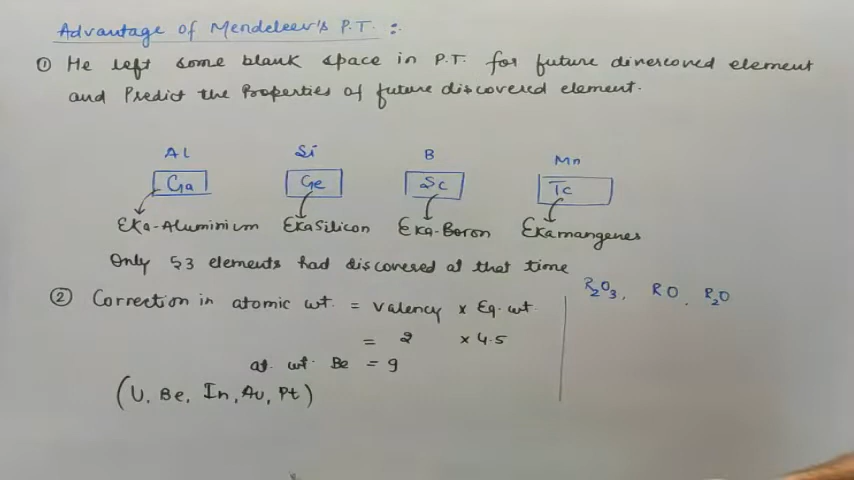 Advantage of Mendeleev's P.T. :-
① He left some blank space in P.T. for future dinercoved element
and Predict the Properties of future discovered element.
Al Si B Mn
Ga Ge Sc Tc
Eka-Aluminium EkaSilicon Eka-Boron Ekamangenes
Only 53 elements had discovered at that time
② Correction in atomic wt. = Valency × Eq. wt.
= 2 × 4.5
at. wt. Be = 9
(U, Be, In, Au, Pt)
R₂O₃, RO, R₂O